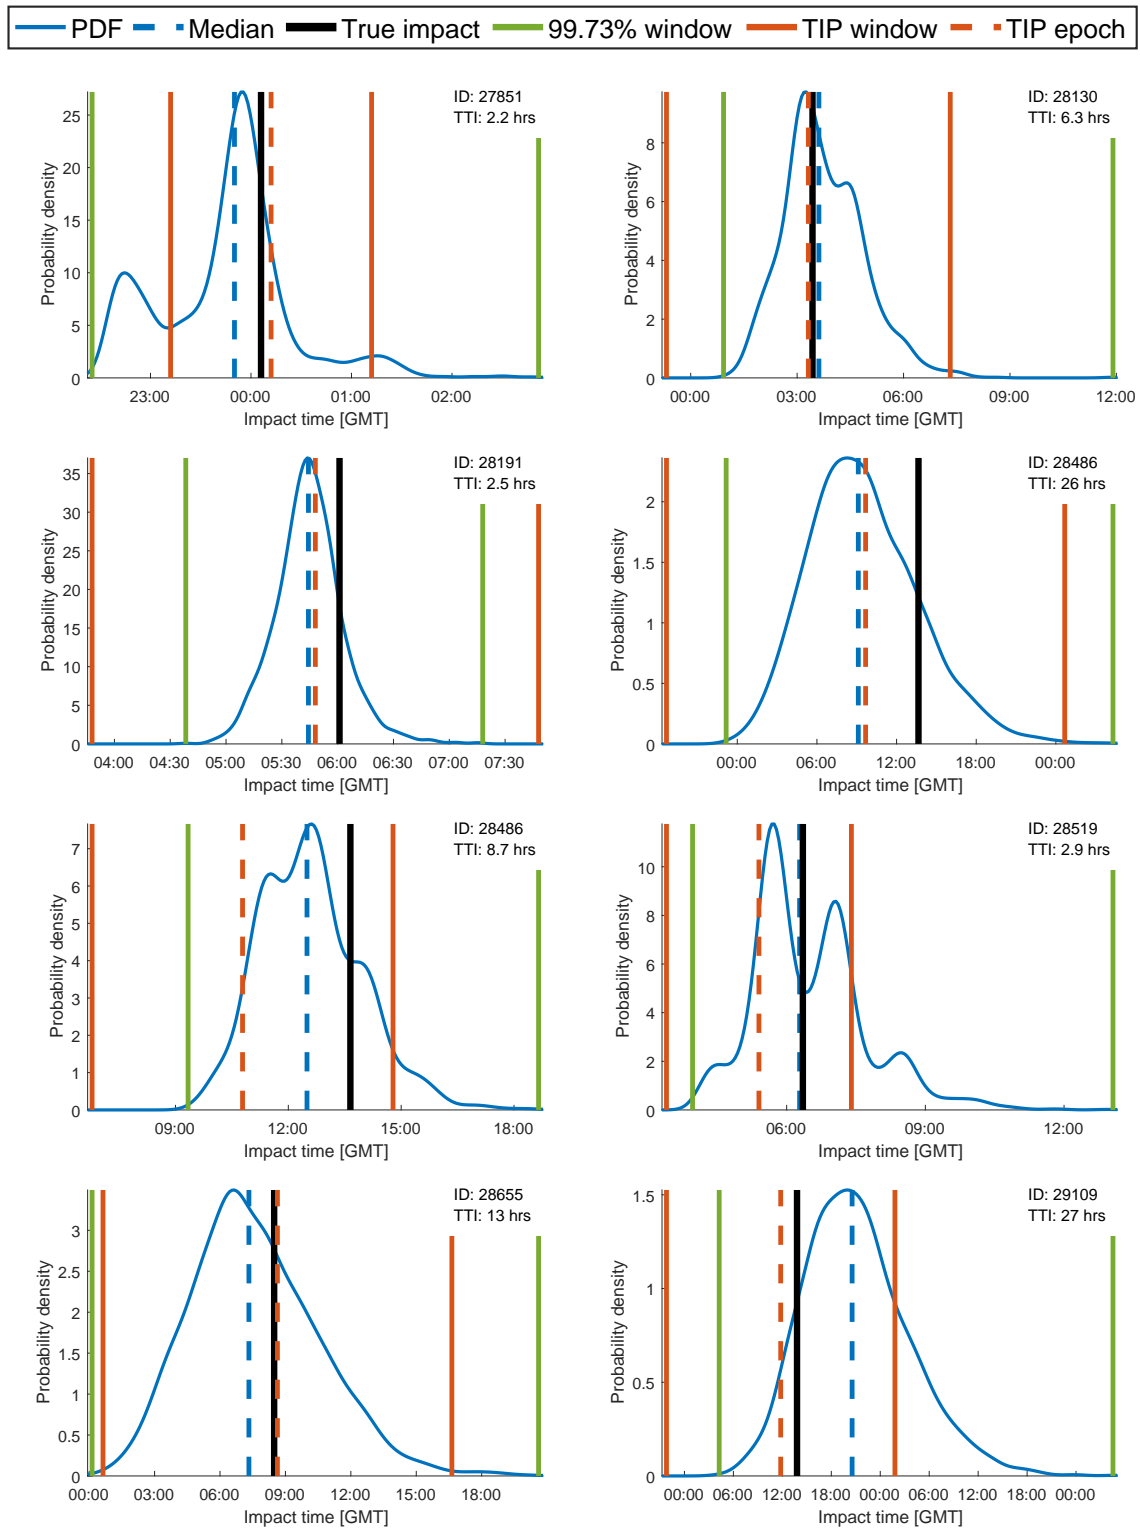 PDF Median True impact 99.73% window TIP window TIP epoch
ID: 27851
TTI: 2.2 hrs
Probability density
25
20
15
10
5
0
23:00 00:00 01:00 02:00
Impact time [GMT]
ID: 28130
TTI: 6.3 hrs
Probability density
8
6
4
2
0
00:00 03:00 06:00 09:00 12:00
Impact time [GMT]
ID: 28191
TTI: 2.5 hrs
Probability density
35
30
25
20
15
10
5
0
04:00 04:30 05:00 05:30 06:00 06:30 07:00 07:30
Impact time [GMT]
ID: 28486
TTI: 26 hrs
Probability density
2
1.5
1
0.5
0
00:00 06:00 12:00 18:00 00:00
Impact time [GMT]
ID: 28486
TTI: 8.7 hrs
Probability density
7
6
5
4
3
2
1
0
09:00 12:00 15:00 18:00
Impact time [GMT]
ID: 28519
TTI: 2.9 hrs
Probability density
10
8
6
4
2
0
06:00 09:00 12:00
Impact time [GMT]
ID: 28655
TTI: 13 hrs
Probability density
3
2.5
2
1.5
1
0.5
0
00:00 03:00 06:00 09:00 12:00 15:00 18:00
Impact time [GMT]
ID: 29109
TTI: 27 hrs
Probability density
1.5
1
0.5
0
00:00 06:00 12:00 18:00 00:00 06:00 12:00 18:00 00:00
Impact time [GMT]